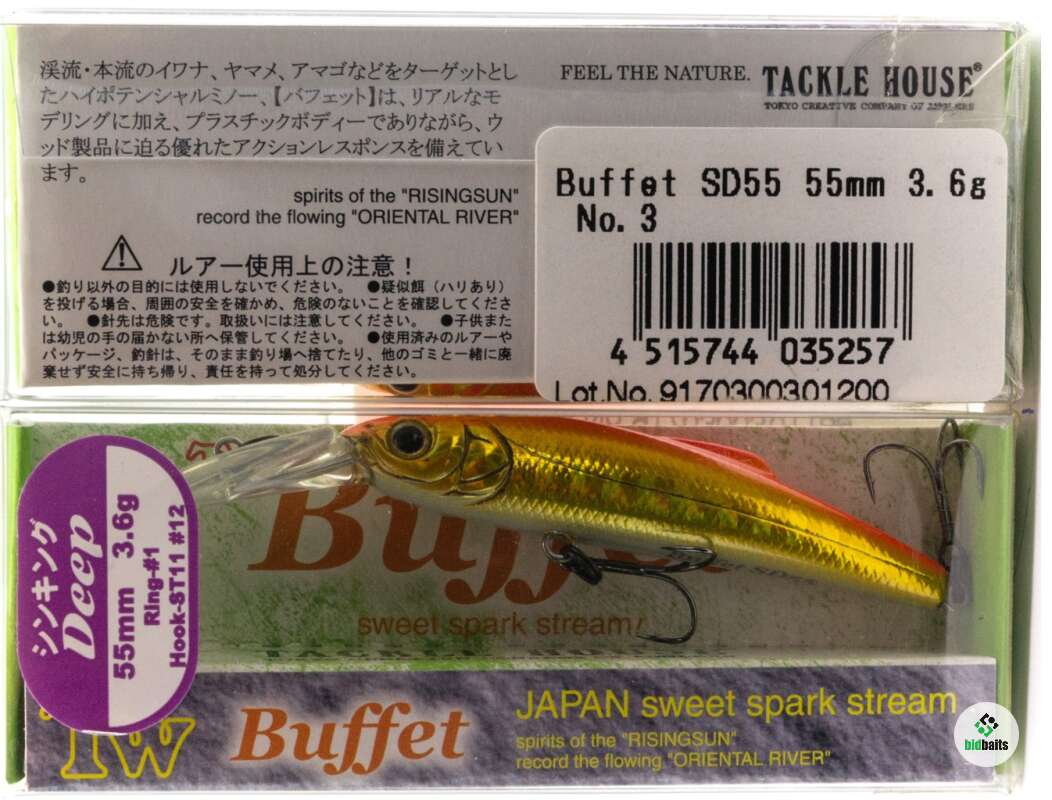 渓流・本流のイワナ、ヤマメ、アマゴなどをターゲットとし
たハイポテンシャルミノー、【バフェット】は、リアルなモ
デリングに加え、プラスチックボディーでありながら、ウ
ッド製品に迫る優れたアクションレスポンスを備えてい
ます。
spirits of the "RISINGSUN"
record the flowing "ORIENTAL RIVER"
ルアー使用上の注意！
●釣り以外の目的には使用しないでください。 ●疑似餌（ハリあり）
を投げる場合、周囲の安全を確かめ、危険のないことを確認してくださ
い。 ●針先は危険です。取扱いには注意してください。 ●子供また
は幼児の手の届かない所へ保管してください。 ●使用済みのルアーや
パッケージ、釣針は、そのまま釣り場へ捨てたり、他のゴミと一緒に廃
棄せず安全に持ち帰り、責任を持って処分してください。
FEEL THE NATURE. TACKLE HOUSE®
TOKYO CREATIVE COMPANY OF ANGLERS
Buffet SD55 55mm 3.6g
No. 3
4 515744 035257
Lot.No. 9170300301200
シンキング
Deep
55mm 3.6g
Ring-#1
Hook-ST11 #12
Buffet
sweet spark stream
TW
Buffet
JAPAN sweet spark stream
spirits of the "RISINGSUN"
record the flowing "ORIENTAL RIVER"
bidbaits